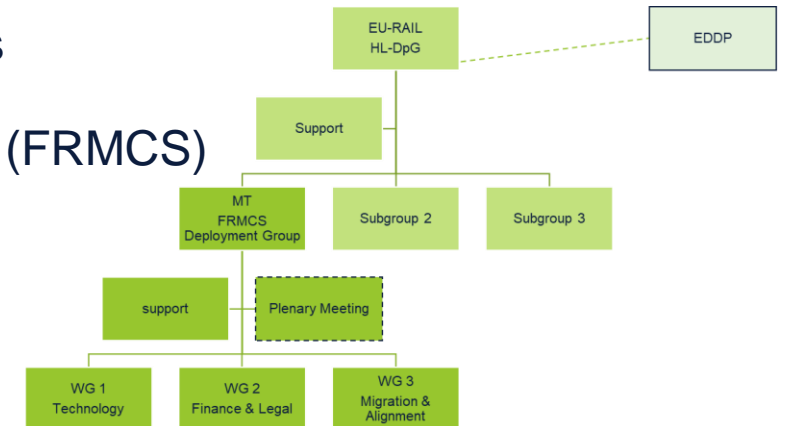 s
(FRMCS)
EU-RAIL
HL-DpG
EDDP
Support
MT
FRMCS
Deployment Group
Subgroup 2
Subgroup 3
support
Plenary Meeting
WG 1
Technology
WG 2
Finance & Legal
WG 3
Migration &
Alignment